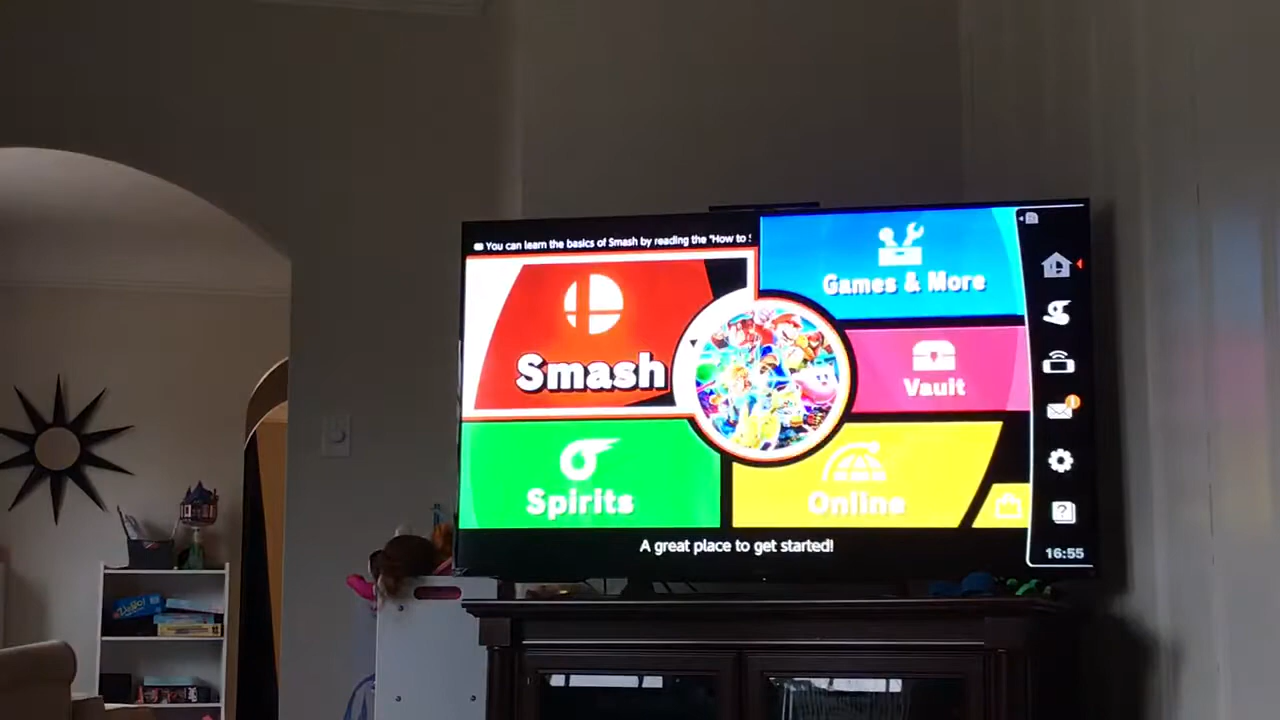 You can learn the basics of Smash by reading the "How to
Games & More
Smash
Vault
Spirits
Online
A great place to get started!
?
16:55